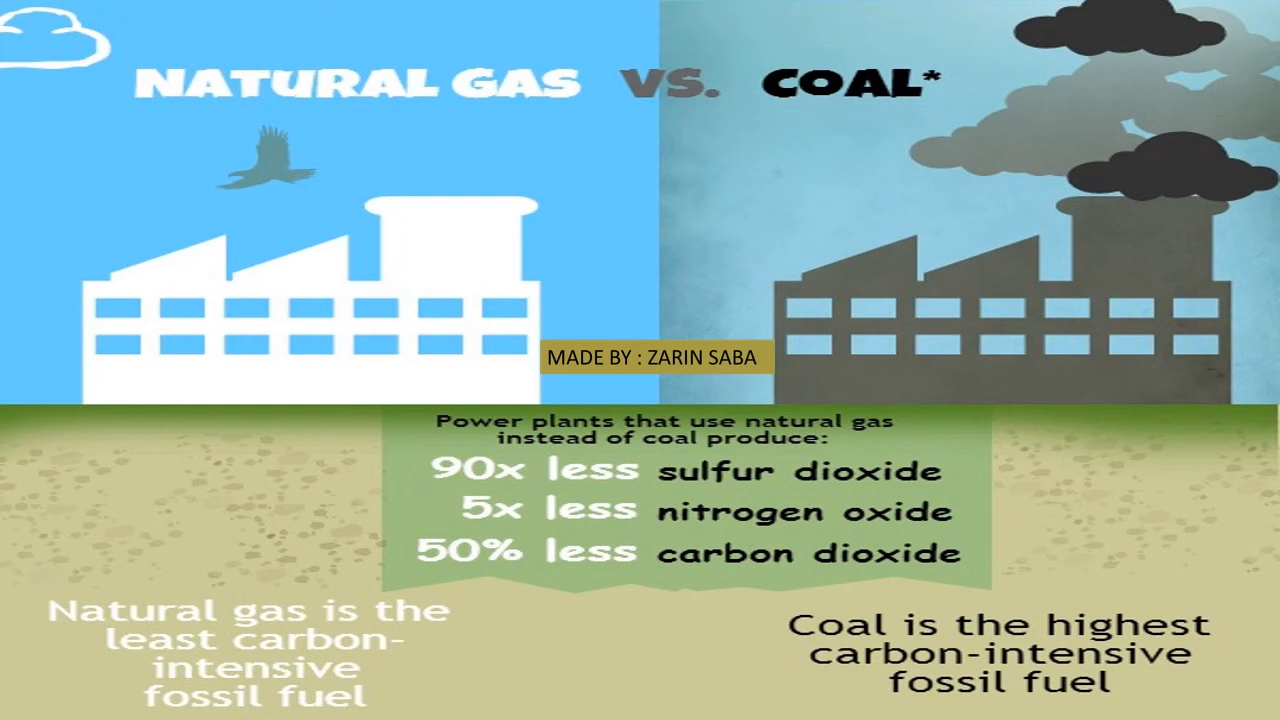 NATURAL GAS VS. COAL*
MADE BY : ZARIN SABA
Power plants that use natural gas
instead of coal produce:
90x less sulfur dioxide
5x less nitrogen oxide
50% less carbon dioxide
Natural gas is the
least carbon-
intensive
fossil fuel
Coal is the highest
carbon-intensive
fossil fuel